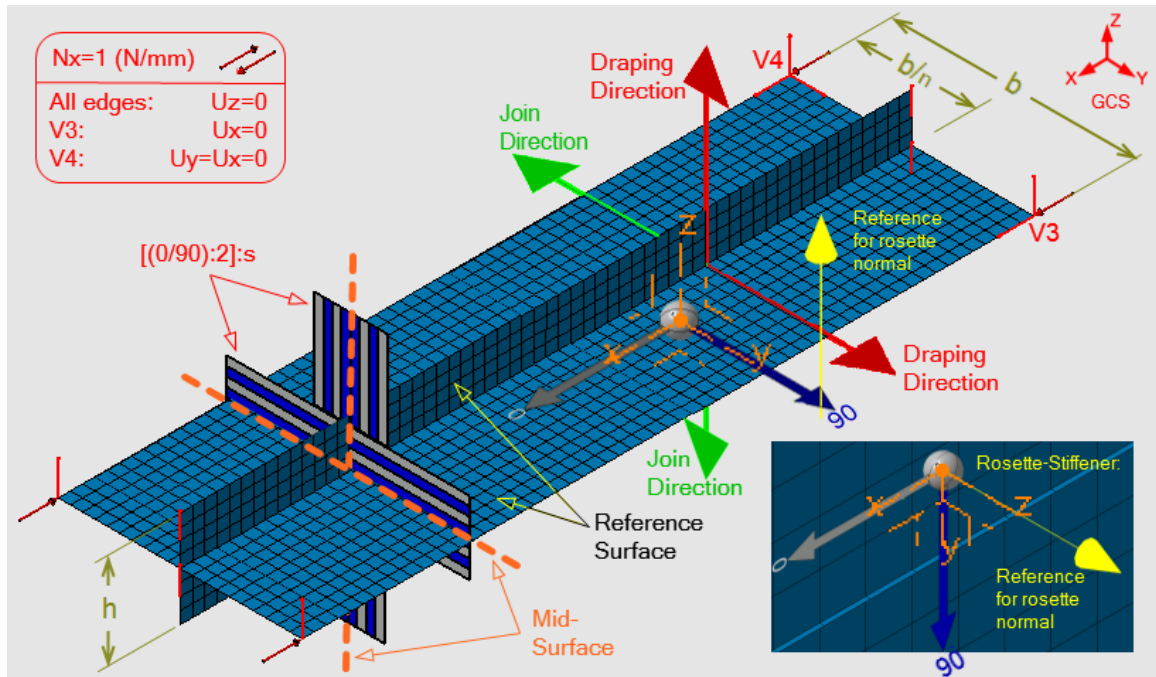 Nx=1 (N/mm)
All edges: Uz=0
V3: Ux=0
V4: Uy=Ux=0
Draping
Direction
V4
b/n
b
Z
X
Y
GCS
Join
Direction
V3
Reference
for rosette
normal
[(0/90):2]:s
z
x
y
0
90
Draping
Direction
Join
Direction
Reference
Surface
h
Mid-
Surface
Rosette-Stiffener:
x
z
y
0
Reference
for rosette
normal
90